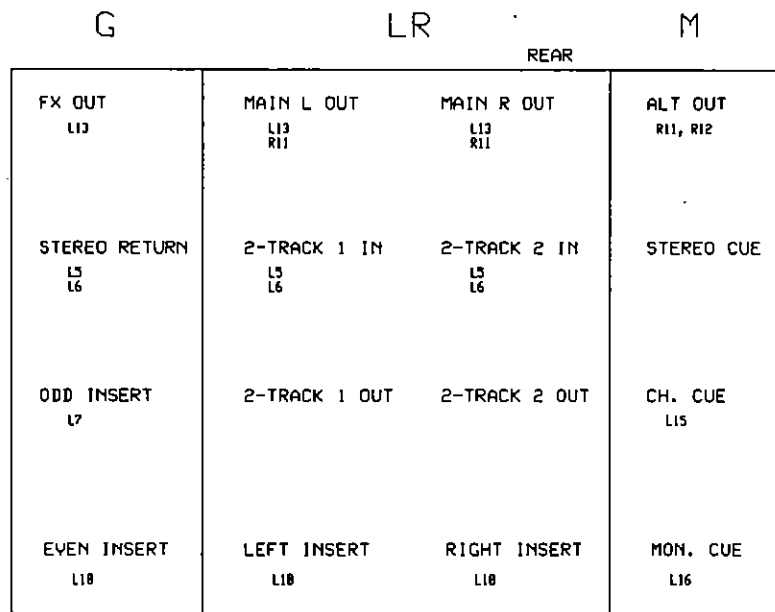 G LR M
REAR
FX OUT MAIN L OUT MAIN R OUT ALT OUT
L13 L13 L13 R11, R12
R11 R11
STEREO RETURN 2-TRACK 1 IN 2-TRACK 2 IN STEREO CUE
L5 L5 L5
L6 L6 L6
ODD INSERT 2-TRACK 1 OUT 2-TRACK 2 OUT CH. CUE
L7 L15
EVEN INSERT LEFT INSERT RIGHT INSERT MON. CUE
L10 L10 L10 L16